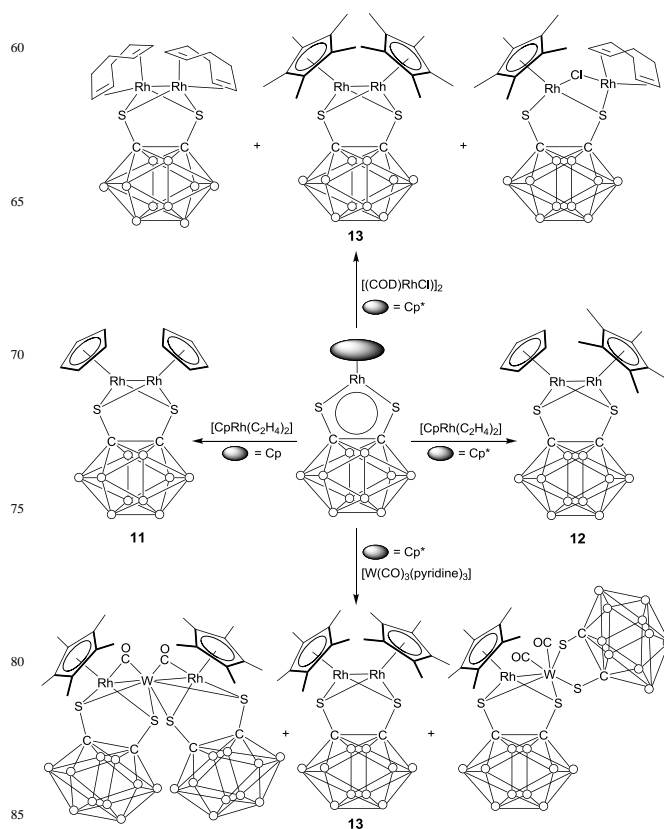 60
Rh Rh
S S
C C
+
Rh Rh
S S
C C
13
+
Rh Cl Rh
S S
C C
65
[(COD)RhCl]2
= Cp*
70
Rh Rh
S S
C C
11
[CpRh(C2H4)2]
= Cp
Rh
S S
C C
[CpRh(C2H4)2]
= Cp*
Rh Rh
S S
C C
12
75
= Cp*
[W(CO)3(pyridine)3]
80
O O
C C
Rh W Rh
S S S S
C C C C
+
Rh Rh
S S
C C
13
+
OC
OC
S C
Rh W
S C
S S
C C
85